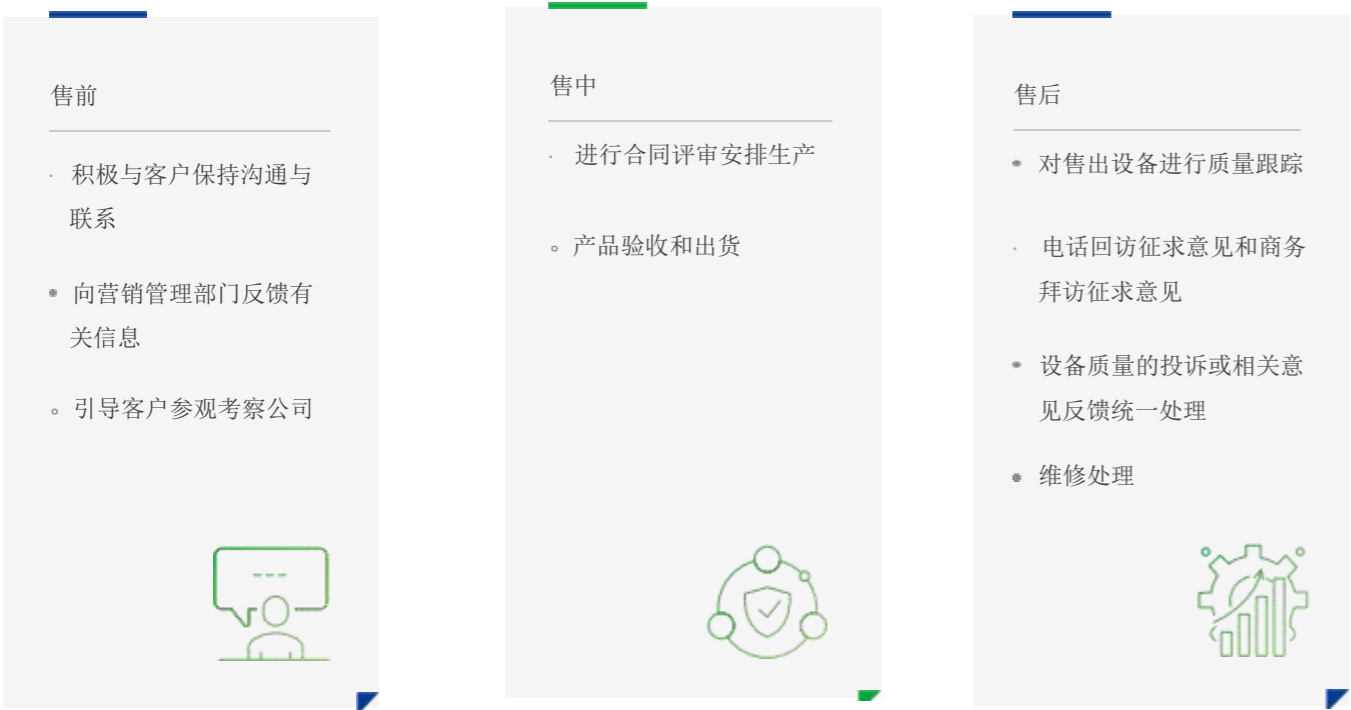 售前
积极与客户保持沟通与
联系
向营销管理部门反馈有
关信息
引导客户参观考察公司
售中
进行合同评审安排生产
产品验收和出货
售后
对售出设备进行质量跟踪
电话回访征求意见和商务
拜访征求意见
设备质量的投诉或相关意
见反馈统一处理
维修处理